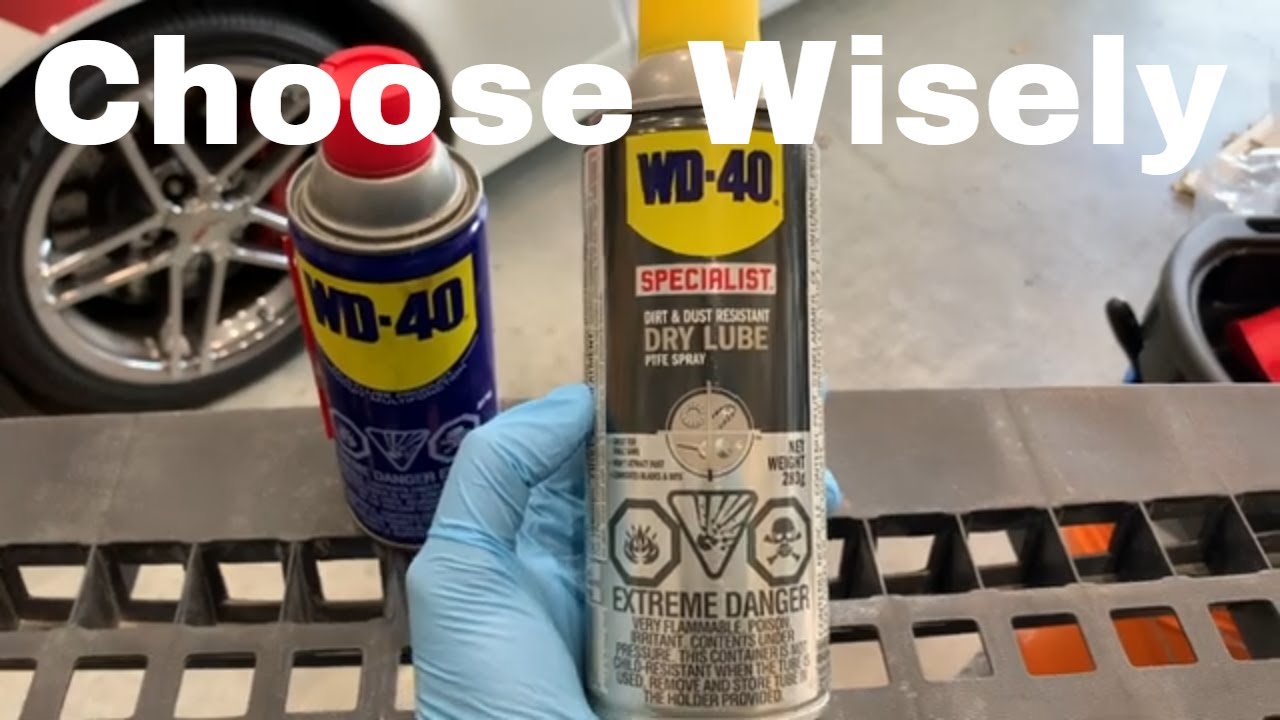 Choose Wisely
WD-40
WD-40
SPECIALIST
DIRT & DUST RESISTANT
DRY LUBE
PTFE SPRAY
NET
WEIGHT
283g
EXTREME DANGER
VERY FLAMMABLE. POISON.
IRRITANT. CONTENTS UNDER
PRESSURE. THIS CONTAINER IS NOT
CHILD-RESISTANT WHEN THE TUBE IS
USED, REMOVE AND STORE TUBE IN
THE HOLDER PROVIDED.